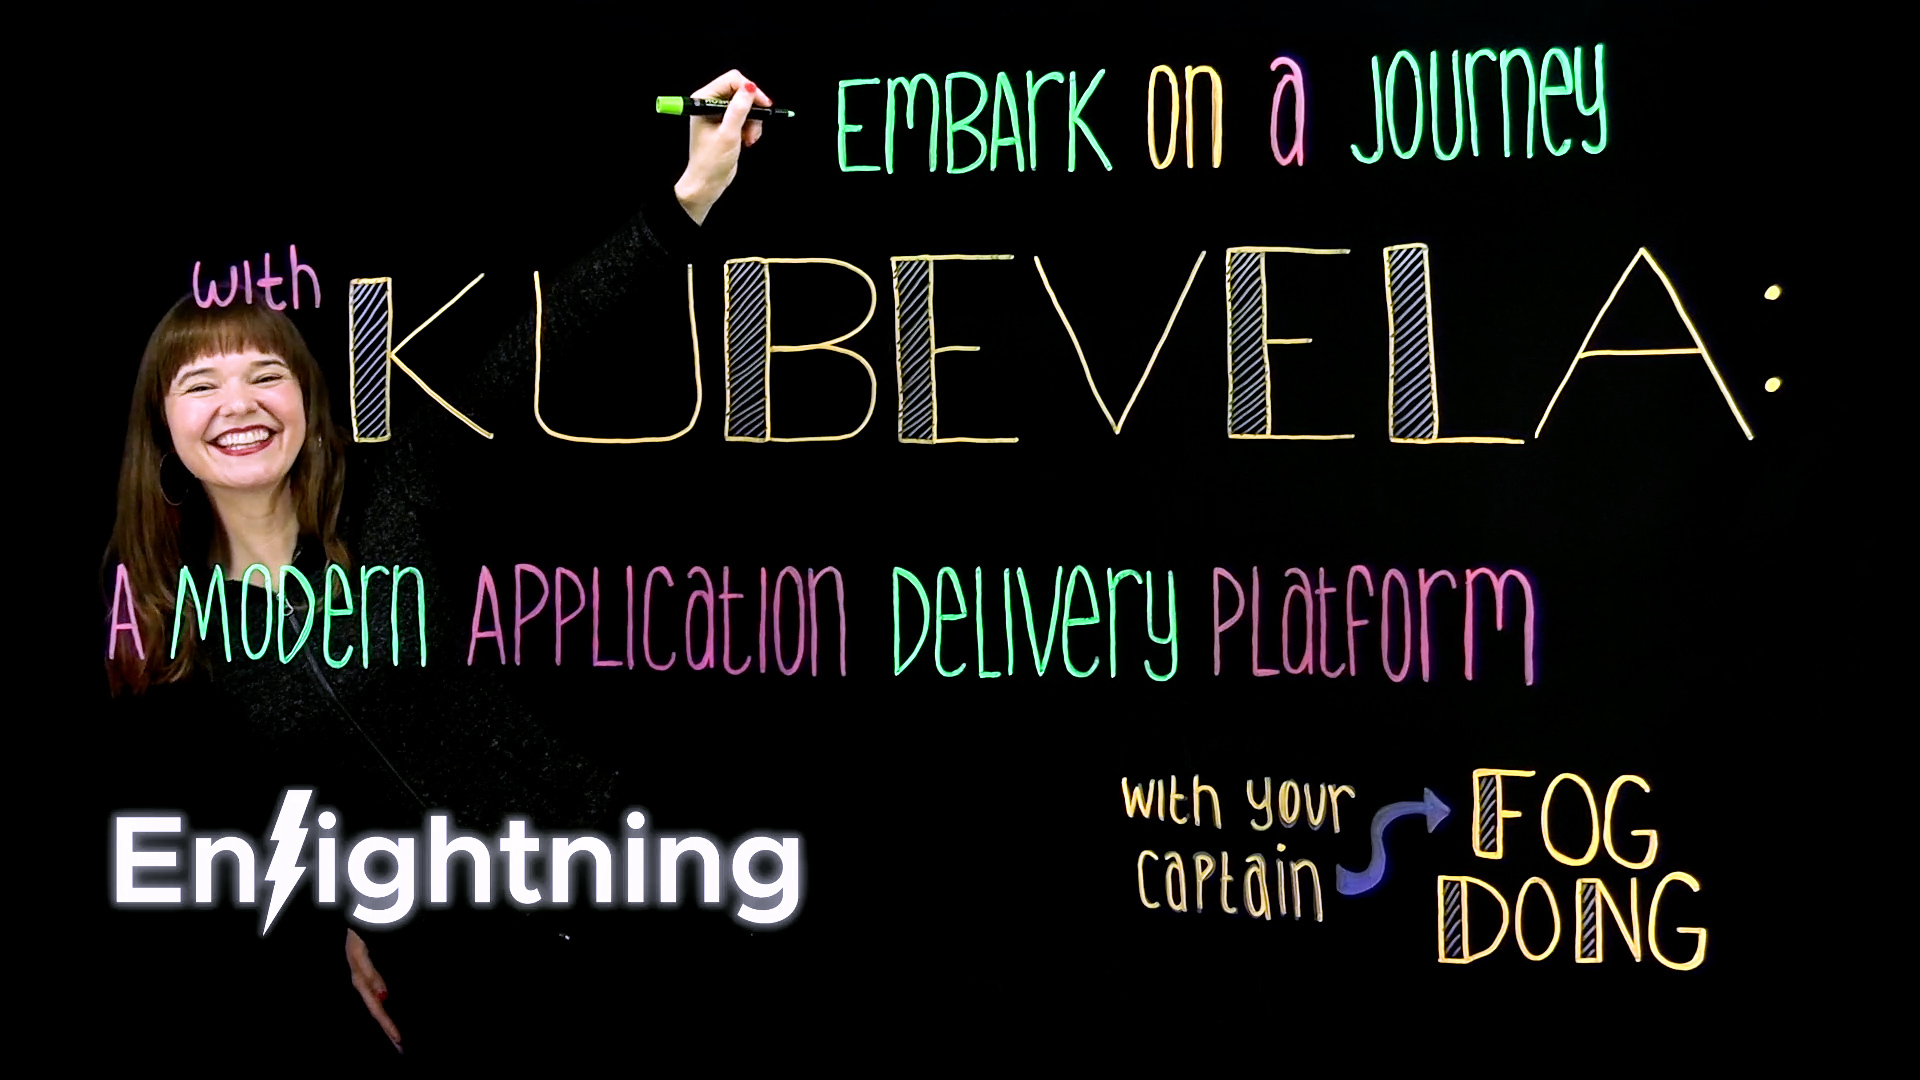 EMBARK on a JOURNEY
with KUBEVELA:
A MODern APPLICation DeLIVery PLatform
with your
captain
FOG
DONG
Enlightning